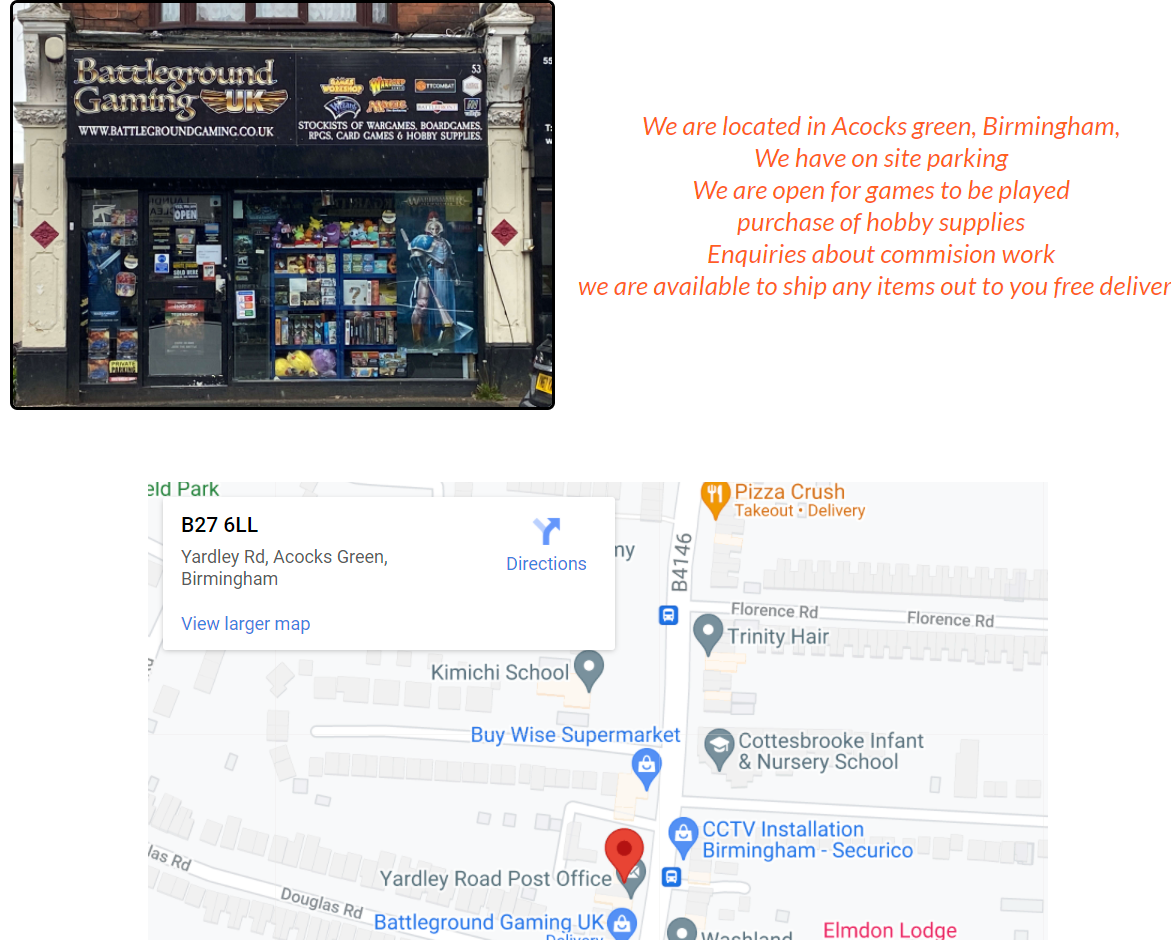 Battleground
Gaming UK
WWW.BATTLEGROUNDGAMING.CO.UK
53
GAMES WORKSHOP
WARLORD
TTCOMBAT
STOCKISTS OF WARGAMES, BOARDGAMES,
RPGS, CARD GAMES & HOBBY SUPPLIES.
55
OPEN
SOLD HERE
TOURNAMENT
PRIVATE
We are located in Acocks green, Birmingham,
We have on site parking
We are open for games to be played
purchase of hobby supplies
Enquiries about commision work
we are available to ship any items out to you free deliver
eld Park
B27 6LL
Yardley Rd, Acocks Green,
Birmingham
Directions
View larger map
my
Pizza Crush
Takeout • Delivery
B4146
Florence Rd
Florence Rd
Trinity Hair
Kimichi School
Buy Wise Supermarket
Cottesbrooke Infant
& Nursery School
CCTV Installation
Birmingham - Securico
las Rd
Yardley Road Post Office
Douglas Rd
Battleground Gaming UK
Delivery
Washland
Elmdon Lodge